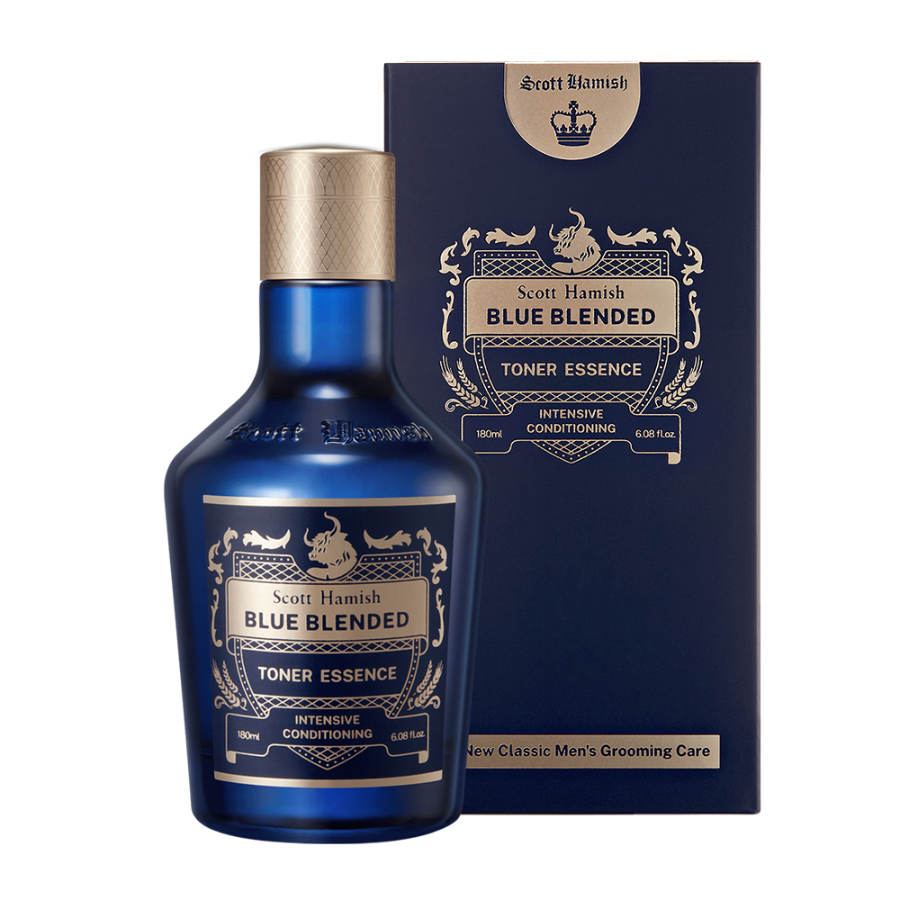 Scott Hamish
Scott Hamish
BLUE BLENDED
TONER ESSENCE
INTENSIVE
CONDITIONING
180ml
6.08 fl.oz.
New Classic Men's Grooming Care
Scott Hamish
Scott Hamish
BLUE BLENDED
TONER ESSENCE
INTENSIVE
CONDITIONING
180ml
6.08 fl.oz.